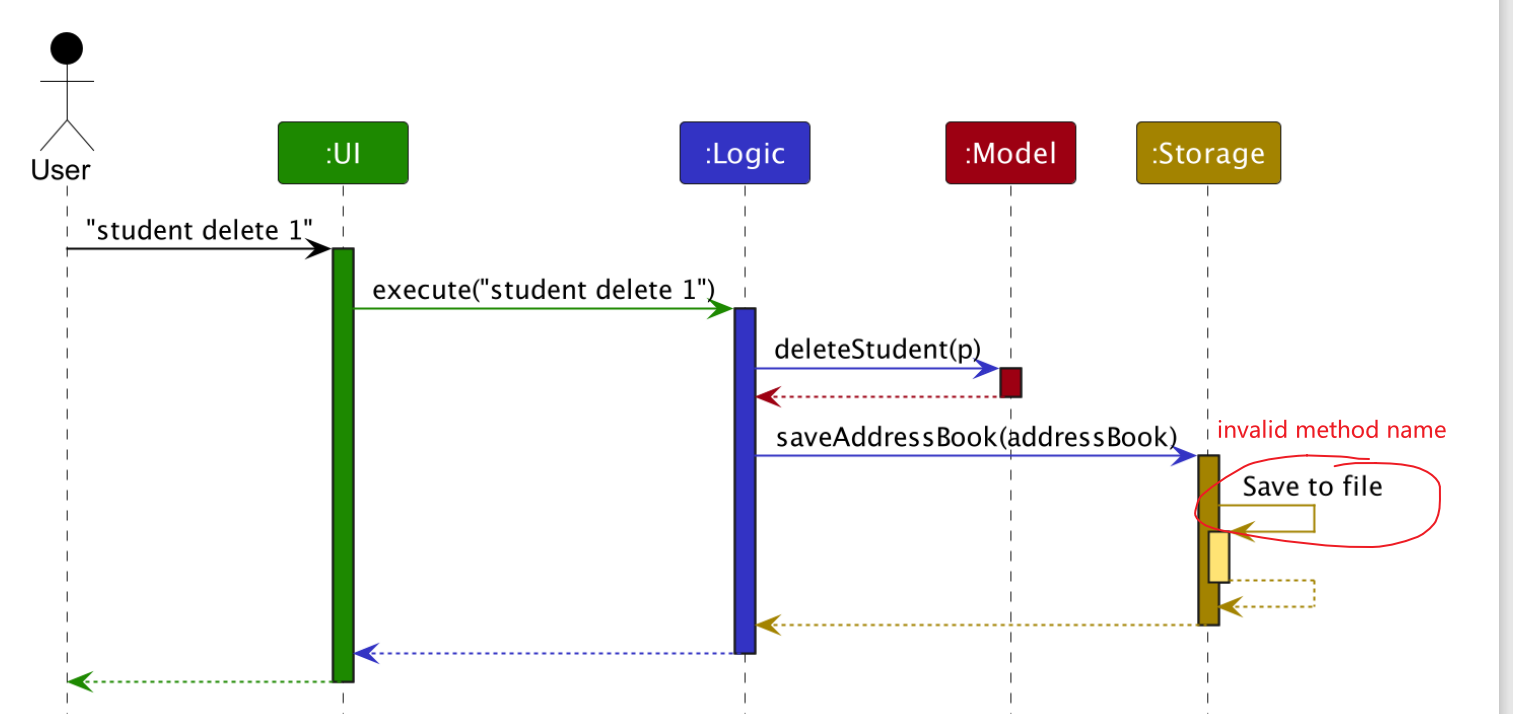 User
:UI
:Logic
:Model
:Storage
"student delete 1"
execute("student delete 1")
deleteStudent(p)
saveAddressBook(addressBook)
invalid method name
Save to file